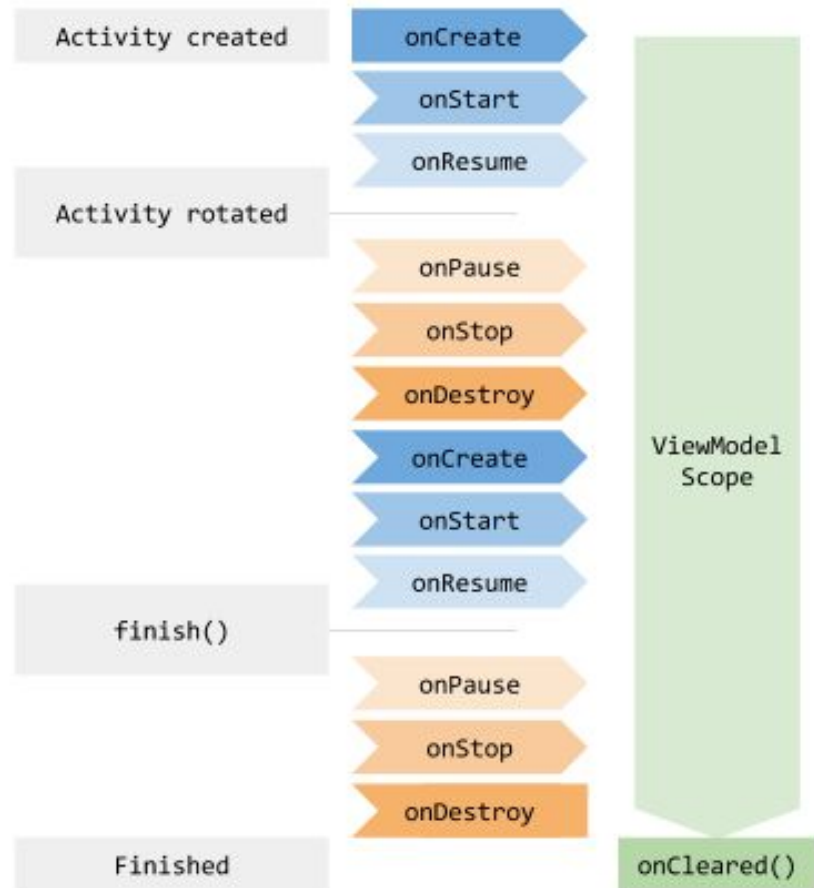 Activity created
onCreate
onStart
onResume
Activity rotated
onPause
onStop
onDestroy
onCreate
ViewModel
Scope
onStart
onResume
finish()
onPause
onStop
onDestroy
Finished
onCleared()